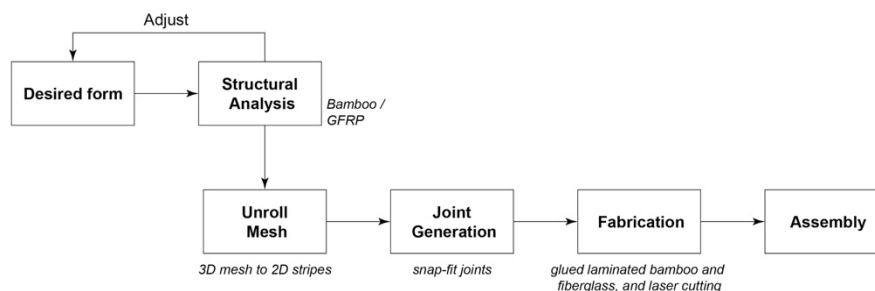 Adjust
Desired form
Structural
Analysis
Bamboo /
GFRP
Unroll
Mesh
3D mesh to 2D stripes
Joint
Generation
snap-fit joints
Fabrication
glued laminated bamboo and
fiberglass, and laser cutting
Assembly